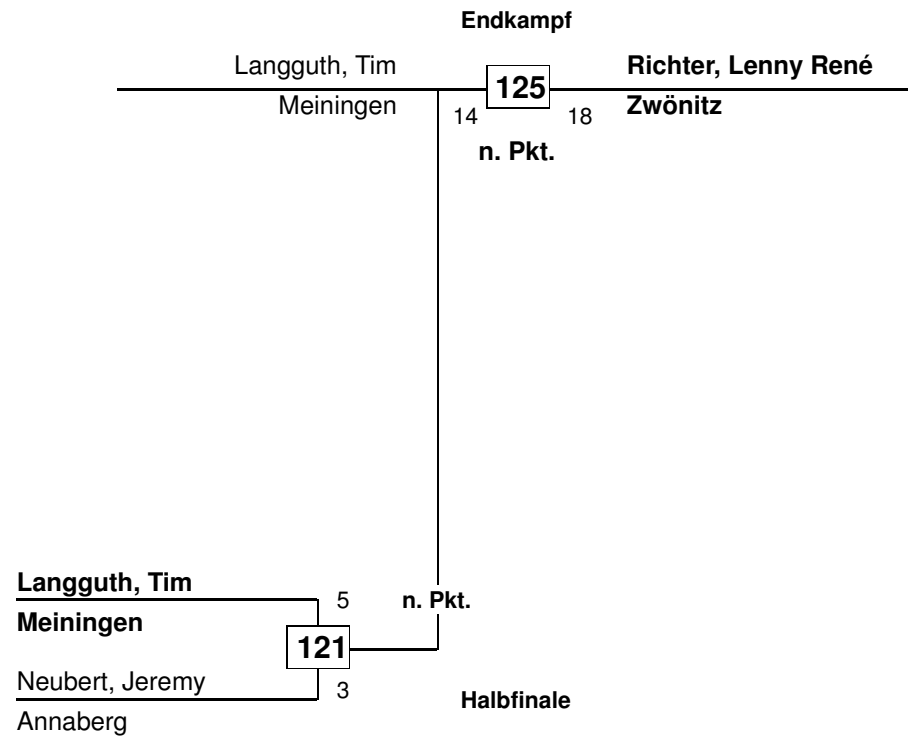 Endkampf
Langguth, Tim
Meiningen
125
Richter, Lenny René
Zwönitz
14
18
n. Pkt.
Langguth, Tim
Meiningen
5
n. Pkt.
121
Neubert, Jeremy
Annaberg
3
Halbfinale